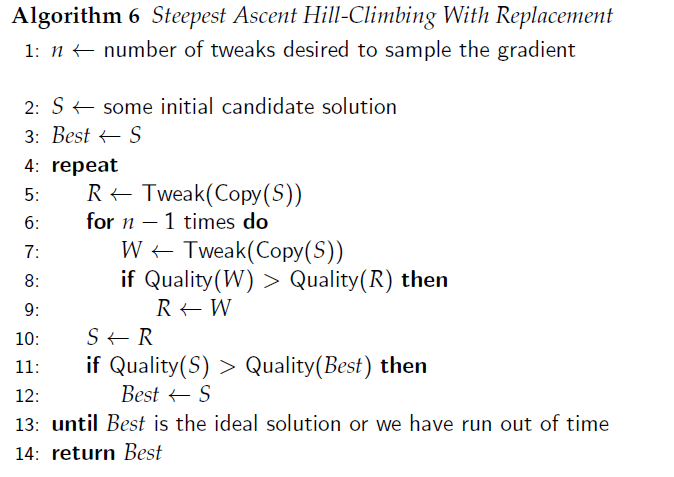 Algorithm 6 Steepest Ascent Hill-Climbing With Replacement
1: n ← number of tweaks desired to sample the gradient
2: S ← some initial candidate solution
3: Best ← S
4: repeat
5: R ← Tweak(Copy(S))
6: for n − 1 times do
7: W ← Tweak(Copy(S))
8: if Quality(W) > Quality(R) then
9: R ← W
10: S ← R
11: if Quality(S) > Quality(Best) then
12: Best ← S
13: until Best is the ideal solution or we have run out of time
14: return Best